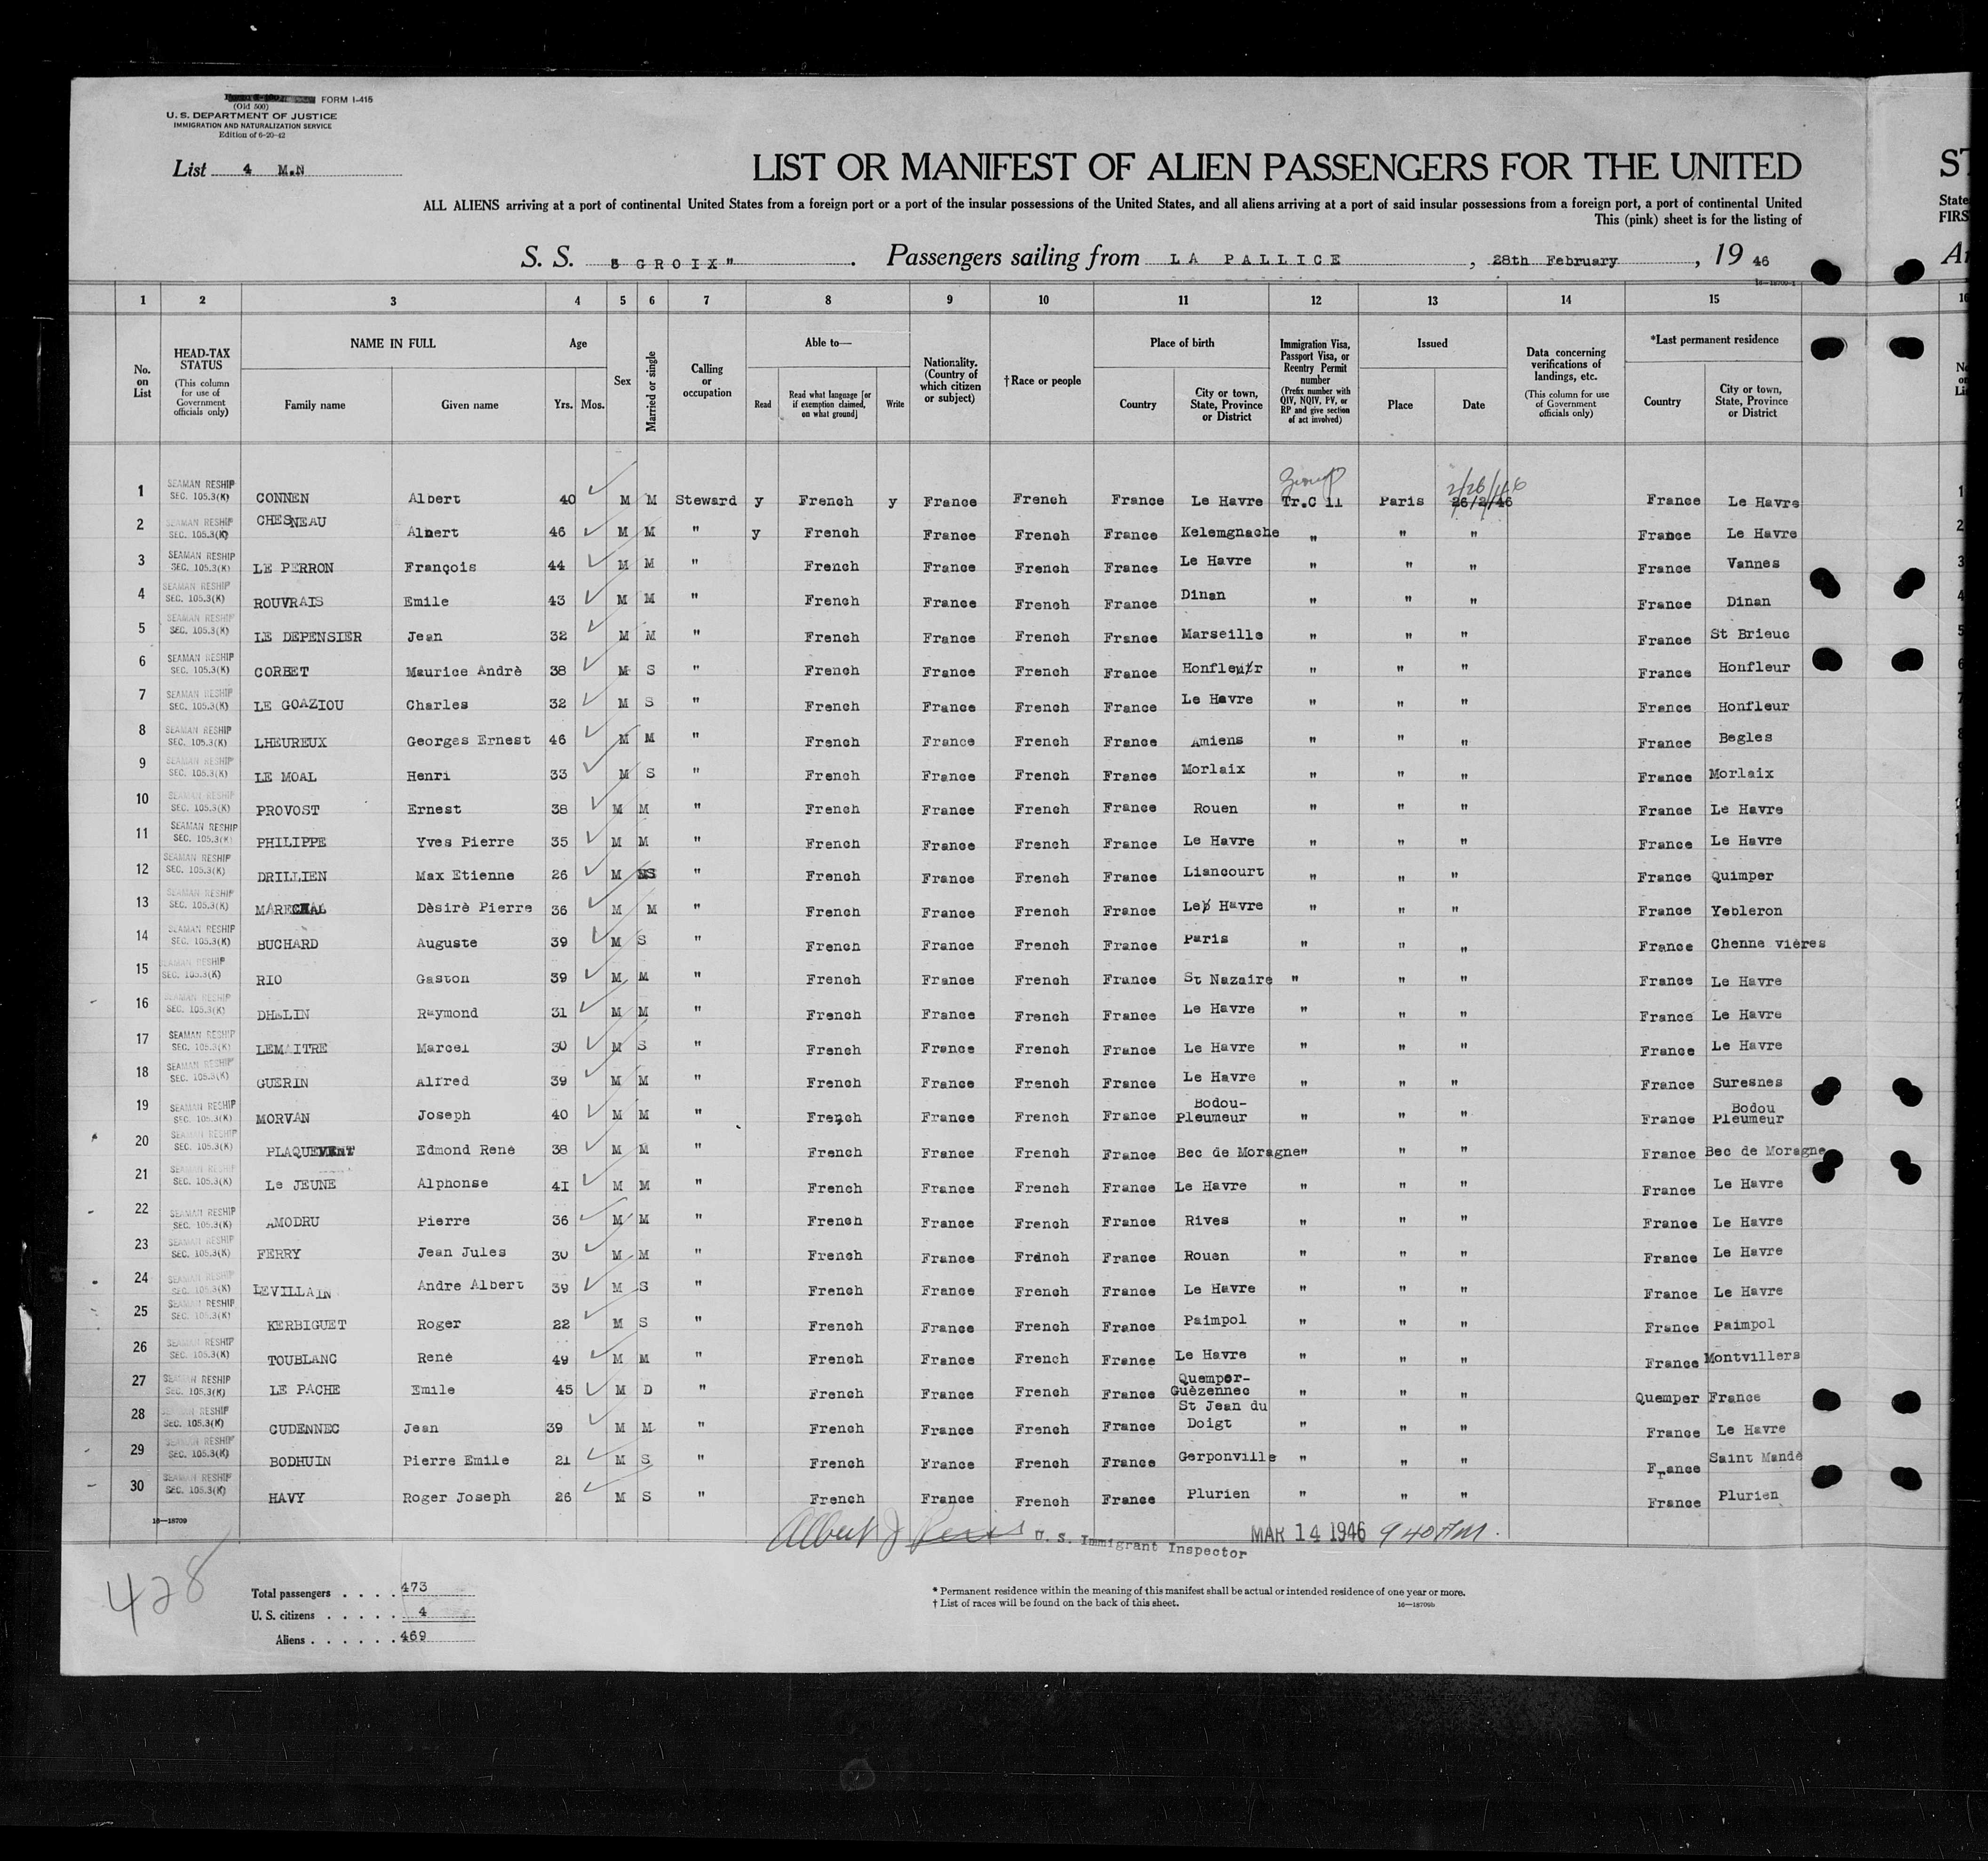 FORM I-415
(Old 500)
U. S. DEPARTMENT OF JUSTICE
IMMIGRATION AND NATURALIZATION SERVICE
Edition of 6-20-42
List 4 M.N
LIST OR MANIFEST OF ALIEN PASSENGERS FOR THE UNITED ST
ALL ALIENS arriving at a port of continental United States from a foreign port or a port of the insular possessions of the United States, and all aliens arriving at a port of said insular possessions from a foreign port, a port of continental United State
This (pink) sheet is for the listing of FIRS
S. S. "GROIX". Passengers sailing from LA PALLICE, 28th February, 19 46
16—18709-1
1 2 3 4 5 6 7 8 9 10 11 12 13 14 15
No. on List
HEAD-TAX STATUS (This column for use of Government officials only)
NAME IN FULL Family name Given name
Age Yrs. Mos.
Sex
Married or single
Calling or occupation
Able to— Read Read what language [or if exemption claimed, on what ground] Write
Nationality. (Country of which citizen or subject)
†Race or people
Place of birth Country City or town, State, Province or District
Immigration Visa, Passport Visa, or Reentry Permit number (Prefix number with QIV, NQIV, PV, or RP and give section of act involved)
Issued Place Date
Data concerning verifications of landings, etc. (This column for use of Government officials only)
*Last permanent residence Country City or town, State, Province or District
2/26/46
1 SEAMAN RESHIP SEC. 105.3(K) CONNEN Albert 40 M M Steward y French y France French France Le Havre Tr.C 11 Paris 26/2/46 France Le Havre
2 SEAMAN RESHIP SEC. 105.3(K) CHESNEAU Albert 46 M M " y French France French France Kelemgnache " " " France Le Havre
3 SEAMAN RESHIP SEC. 105.3(K) LE PERRON François 44 M M " French France French France Le Havre " " " France Vannes
4 SEAMAN RESHIP SEC. 105.3(K) ROUVRAIS Emile 43 M M " French France French France Dinan " " " France Dinan
5 SEAMAN RESHIP SEC. 105.3(K) LE DEPENSIER Jean 32 M M " French France French France Marseille " " " France St Brieuc
6 SEAMAN RESHIP SEC. 105.3(K) CORBET Maurice Andrè 38 M S " French France French France Honfleur " " " France Honfleur
7 SEAMAN RESHIP SEC. 105.3(K) LE GOAZIOU Charles 32 M S " French France French France Le Havre " " " France Honfleur
8 SEAMAN RESHIP SEC. 105.3(K) LHEUREUX Georges Ernest 46 M M " French France French France Amiens " " " France Begles
9 SEAMAN RESHIP SEC. 105.3(K) LE MOAL Henri 33 M S " French France French France Morlaix " " " France Morlaix
10 SEAMAN RESHIP SEC. 105.3(K) PROVOST Ernest 38 M M " French France French France Rouen " " " France Le Havre
11 SEAMAN RESHIP SEC. 105.3(K) PHILIPPE Yves Pierre 35 M M " French France French France Le Havre " " " France Le Havre
12 SEAMAN RESHIP SEC. 105.3(K) DRILLIEN Max Etienne 26 M S " French France French France Liancourt " " " France Quimper
13 SEAMAN RESHIP SEC. 105.3(K) MARECHAL Dèsirè Pierre 36 M M " French France French France Le Havre " " " France Yebleron
14 SEAMAN RESHIP SEC. 105.3(K) BUCHARD Auguste 39 M S " French France French France Paris " " " France Chenne vières
15 SEAMAN RESHIP SEC. 105.3(K) RIO Gaston 39 M M " French France French France St Nazaire " " " France Le Havre
16 SEAMAN RESHIP SEC. 105.3(K) Raymond 31 M M " French France French France Le Havre " " " France Le Havre
17 SEAMAN RESHIP SEC. 105.3(K) LEMAITRE Marcel 30 M S " French France French France Le Havre " " " France Le Havre
18 SEAMAN RESHIP SEC. 105.3(K) GUERIN Alfred 39 M M " French France French France Le Havre " " " France Suresnes
19 SEAMAN RESHIP SEC. 105.3(K) MORVAN Joseph 40 M M " French France French France Bodou-Pleumeur " " " France Bodou Pleumeur
20 SEAMAN RESHIP SEC. 105.3(K) PLAQUEVENT Edmond Renè 38 M M " French France French France Bec de Moragne " " " France Bec de Moragne
21 SEAMAN RESHIP SEC. 105.3(K) Le JEUNE Alphonse 4I M M " French France French France Le Havre " " " France Le Havre
22 SEAMAN RESHIP SEC. 105.3(K) AMODRU Pierre 36 M M " French France French France Rives " " " France Le Havre
23 SEAMAN RESHIP SEC. 105.3(K) FERRY Jean Jules 30 M M " French France French France Rouen " " " France Le Havre
24 SEAMAN RESHIP SEC. 105.3(K) LEVILLAIN Andre Albert 39 M S " French France French France Le Havre " " " France Le Havre
25 SEAMAN RESHIP SEC. 105.3(K) KERBIGUET Roger 22 M S " French France French France Paimpol " " " France Paimpol
26 SEAMAN RESHIP SEC. 105.3(K) TOUBLANC Renè 49 M M " French France French France Le Havre " " " France Montvillers
27 SEAMAN RESHIP SEC. 105.3(K) LE PACHE Emile 45 M D " French France French France Quemper-Guèzennec " " " Quemper France
28 SEAMAN RESHIP SEC. 105.3(K) CUDENNEC Jean 39 M M " French France French France St Jean du Doigt " " " France Le Havre
29 SEAMAN RESHIP SEC. 105.3(K) BODHUIN Pierre Emile 21 M S " French France French France Gerponville " " " France Saint Mandè
30 SEAMAN RESHIP SEC. 105.3(K) HAVY Roger Joseph 26 M S " French France French France Plurien " " " France Plurien
16—18709
Albert J U. S. Immigrant Inspector MAR 14 1946 9 40 AM.
428
Total passengers . . . . 473
U. S. citizens . . . . . 4
Aliens . . . . . . 469
* Permanent residence within the meaning of this manifest shall be actual or intended residence of one year or more.
† List of races will be found on the back of this sheet. 16—18709b